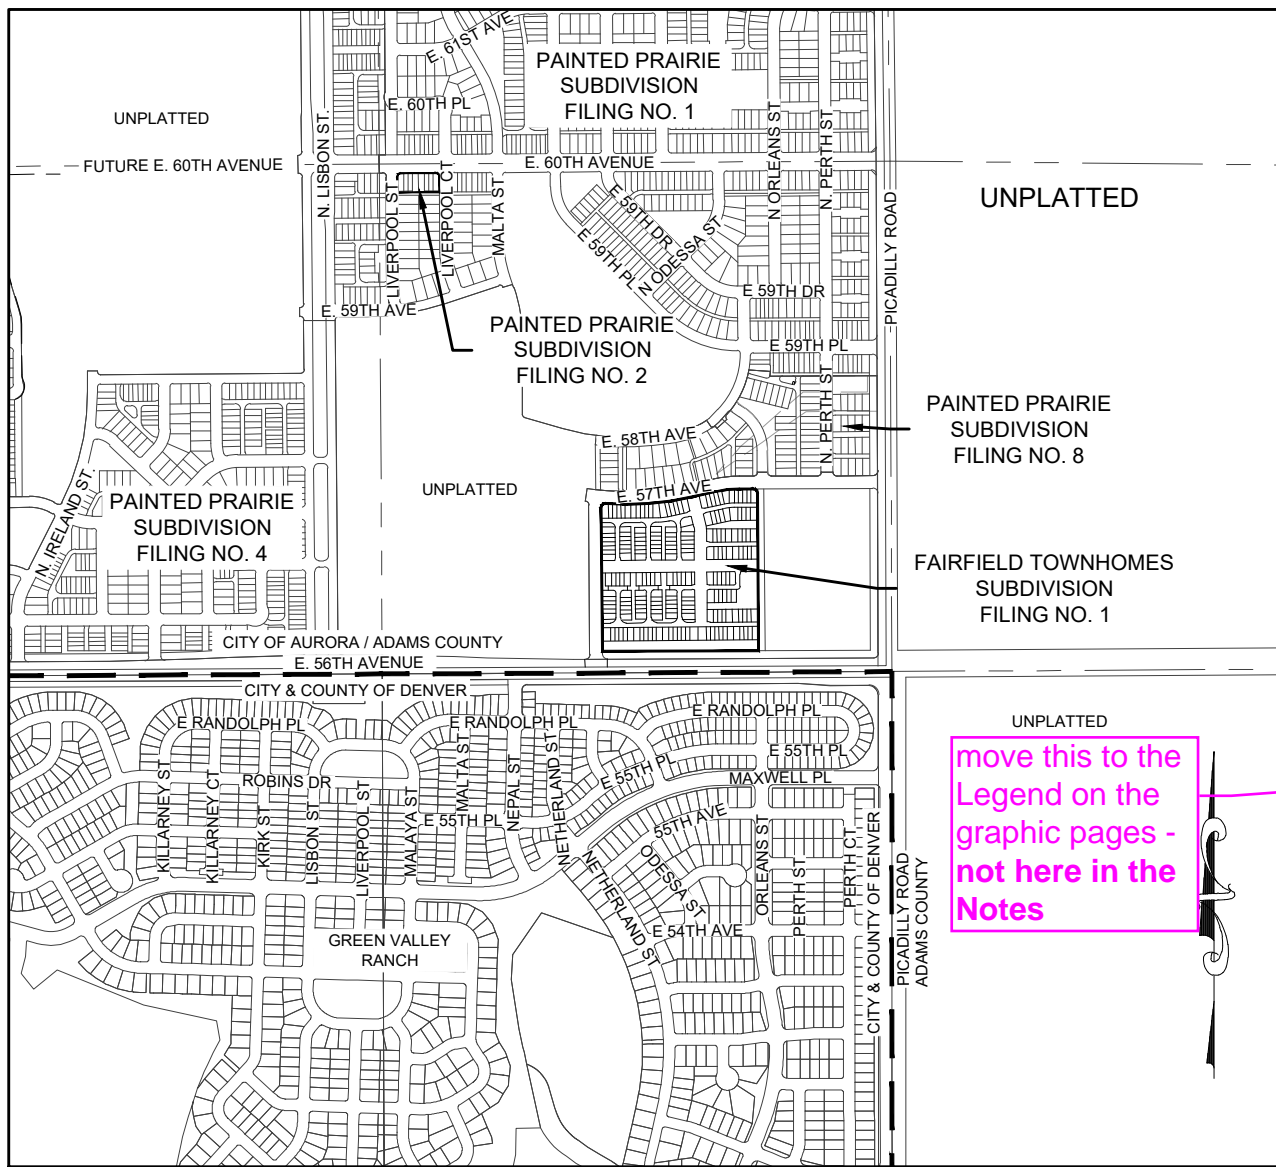 E. 61ST AVE
PAINTED PRAIRIE
SUBDIVISION
FILING NO. 1
UNPLATTED
N. LISBON ST.
E. 60TH PL
N ORLEANS ST
N. PERTH ST
FUTURE E. 60TH AVENUE
E. 60TH AVENUE
LIVERPOOL ST
LIVERPOOL CT
MALTA ST
E. 59TH DR
E. 59TH PL
N ODESSA ST
UNPLATTED
PICADILLY ROAD
E. 59TH AVE
E 59TH DR
PAINTED PRAIRIE
SUBDIVISION
FILING NO. 2
E 59TH PL
N. PERTH ST
PAINTED PRAIRIE
SUBDIVISION
FILING NO. 8
E. 58TH AVE
N. IRELAND ST.
PAINTED PRAIRIE
SUBDIVISION
FILING NO. 4
UNPLATTED
E. 57TH AVE
FAIRFIELD TOWNHOMES
SUBDIVISION
FILING NO. 1
CITY OF AURORA / ADAMS COUNTY
E. 56TH AVENUE
CITY & COUNTY OF DENVER
E RANDOLPH PL
E RANDOLPH PL
E RANDOLPH PL
UNPLATTED
E 55TH PL
E 55TH PL
MAXWELL PL
ROBINS DR
KILLARNEY ST
KILLARNEY CT
KIRK ST
LISBON ST
LIVERPOOL ST
MALAYA ST
MALTA ST
E 55TH PL
NEPAL ST
NETHERLAND ST
55TH AVE
ODESSA ST
NETHERLAND ST
ORLEANS ST
PERTH ST
PERTH CT
CITY & COUNTY OF DENVER
PICADILLY ROAD
ADAMS COUNTY
E 54TH AVE
GREEN VALLEY
RANCH
move this to the
Legend on the
graphic pages -
not here in the
Notes